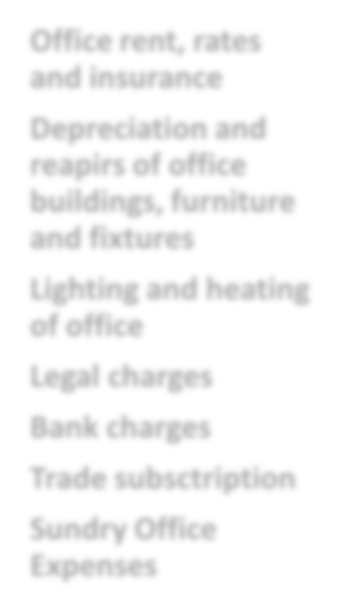 Office rent, rates
and insurance
Depreciation and
reapirs of office
buildings, furniture
and fixtures
Lighting and heating
of office
Legal charges
Bank charges
Trade subsctription
Sundry Office
Expenses